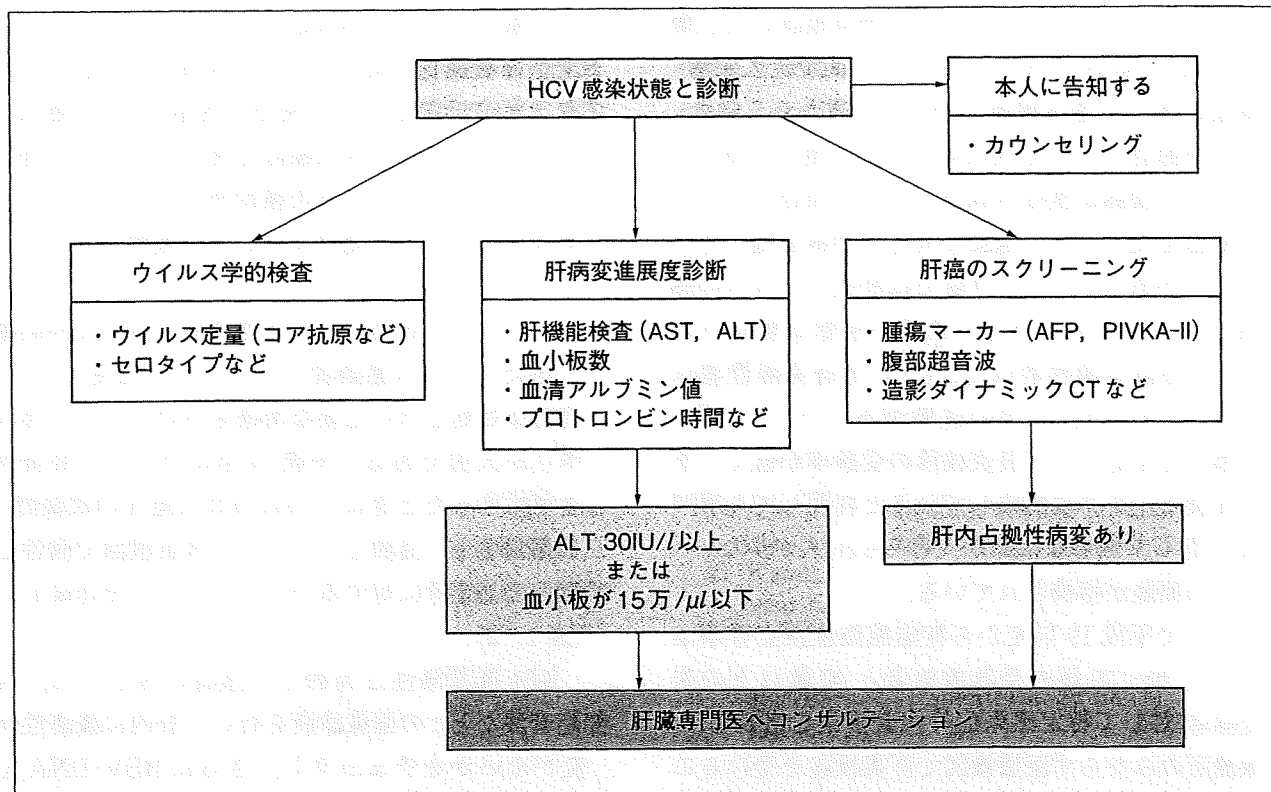 HCV感染状態と診断
本人に告知する
・カウンセリング
ウイルス学的検査
・ウイルス定量(コア抗原など)
・セロタイプなど
肝病変進展度診断
・肝機能検査(AST,ALT)
・血小板数
・血清アルブミン値
・プロトロンビン時間など
肝癌のスクリーニング
・腫瘍マーカー(AFP,PIVKA-II)
・腹部超音波
・造影ダイナミックCTなど
ALT 30IU/l以上
または
血小板が15万/μl以下
肝内占拠性病変あり
肝臓専門医へコンサルテーション